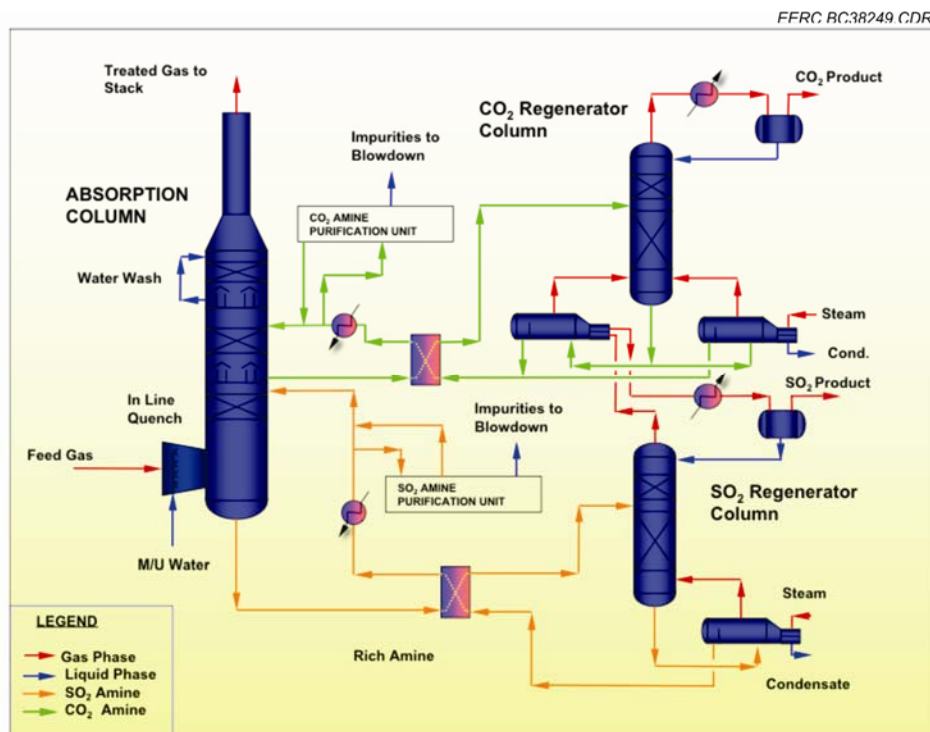 EERC BC38249.CDR
Treated Gas to
Stack
CO₂ Product
CO₂ Regenerator
Column
Impurities to
Blowdown
ABSORPTION
COLUMN
CO₂ AMINE
PURIFICATION UNIT
Water Wash
Steam
Cond.
SO₂ Product
In Line
Quench
Impurities to
Blowdown
Feed Gas
SO₂ AMINE
PURIFICATION UNIT
SO₂ Regenerator
Column
M/U Water
Steam
LEGEND
Gas Phase
Liquid Phase
SO₂ Amine
CO₂ Amine
Rich Amine
Condensate